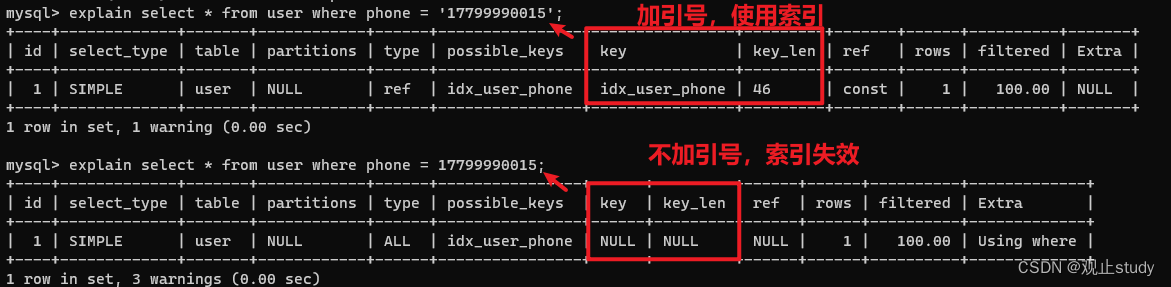 mysql> explain select * from user where phone = '17799990015';
加引号，使用索引
+----+-------------+-------+------------+------+----------------+----------------+---------+-------+------+----------+-------+
| id | select_type | table | partitions | type | possible_keys | key | key_len | ref | rows | filtered | Extra |
+----+-------------+-------+------------+------+----------------+----------------+---------+-------+------+----------+-------+
| 1 | SIMPLE | user | NULL | ref | idx_user_phone | idx_user_phone | 46 | const | 1 | 100.00 | NULL |
+----+-------------+-------+------------+------+----------------+----------------+---------+-------+------+----------+-------+
1 row in set, 1 warning (0.00 sec)
mysql> explain select * from user where phone = 17799990015;
不加引号，索引失效
+----+-------------+-------+------------+------+----------------+------+---------+------+------+----------+-------------+
| id | select_type | table | partitions | type | possible_keys | key | key_len | ref | rows | filtered | Extra |
+----+-------------+-------+------------+------+----------------+------+---------+------+------+----------+-------------+
| 1 | SIMPLE | user | NULL | ALL | idx_user_phone | NULL | NULL | NULL | 1 | 100.00 | Using where |
+----+-------------+-------+------------+------+----------------+------+---------+------+------+----------+-------------+
1 row in set, 3 warnings (0.00 sec)
CSDN @观止study